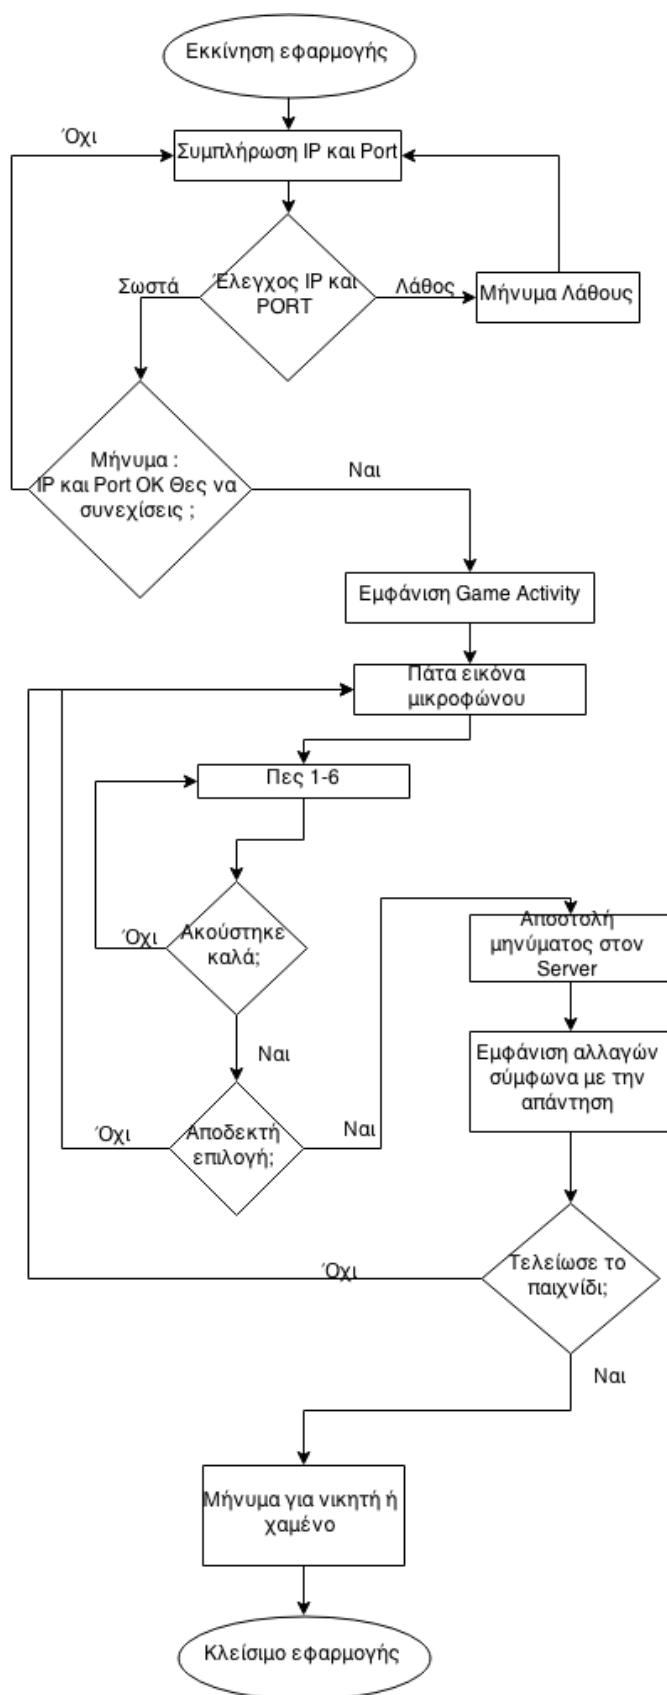 Εκκίνηση εφαρμογής
Όχι
Συμπλήρωση IP και Port
Έλεγχος IP και
PORT
Σωστά
Λάθος
Μήνυμα Λάθους
Μήνυμα :
IP και Port OK Θες να
συνεχίσεις ;
Ναι
Εμφάνιση Game Activity
Πάτα εικόνα
μικροφώνου
Πες 1-6
Ακούστηκε
καλά;
Όχι
Ναι
Αποστολή
μηνύματος στον
Server
Εμφάνιση αλλαγών
σύμφωνα με την
απάντηση
Αποδεκτή
επιλογή;
Όχι
Ναι
Τελείωσε το
παιχνίδι;
Όχι
Ναι
Μήνυμα για νικητή ή
χαμένο
Κλείσιμο εφαρμογής